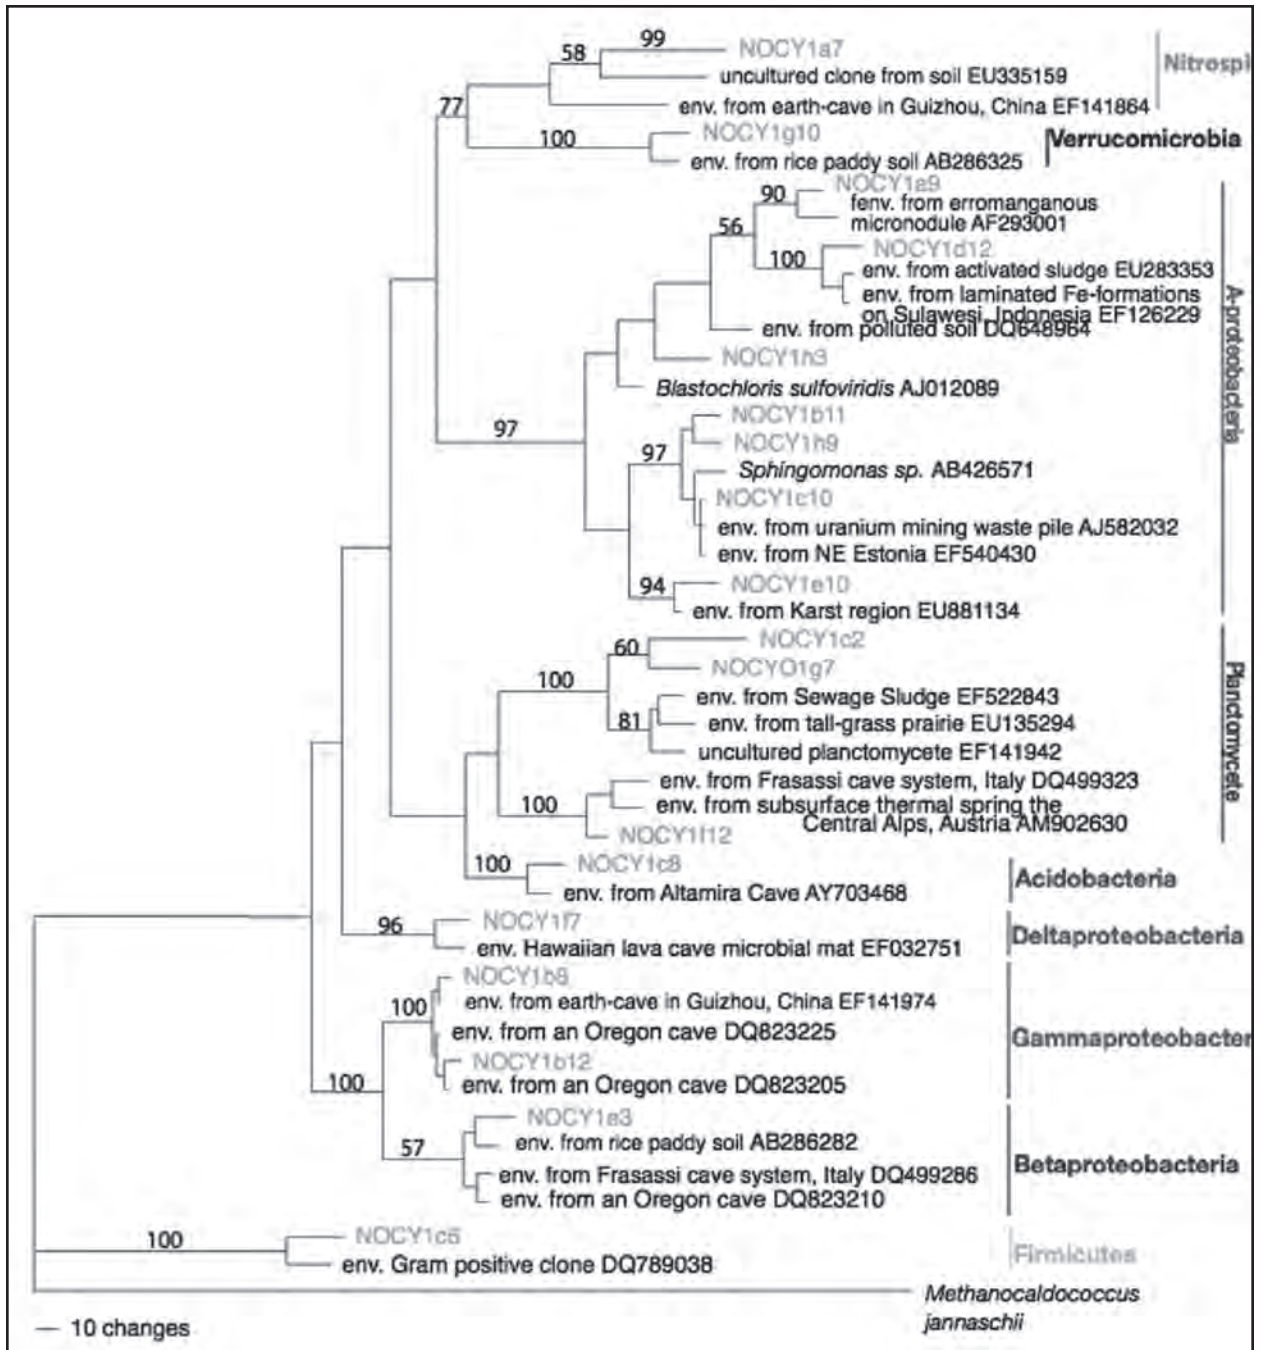 99
NOCY1a7
58
Nitrospi
uncultured clone from soil EU335159
env. from earth-cave in Guizhou, China EF141864
77
NOCY1g10
100
Verrucomicrobia
env. from rice paddy soil AB286325
NOCY1a9
90
fenv. from erromanganous
micronodule AF293001
56
NOCY1d12
100
env. from activated sludge EU283353
env. from laminated Fe-formations
on Sulawesi, Indonesia EF126229
env. from polluted soil DQ648964
A-proteobacteria
NOCY1h3
Blastochloris sulfoviridis AJ012089
NOCY1b11
97
NOCY1h9
97
Sphingomonas sp. AB426571
NOCY1c10
env. from uranium mining waste pile AJ582032
env. from NE Estonia EF540430
94
NOCY1e10
env. from Karst region EU881134
NOCY1c2
60
NOCYO1g7
100
env. from Sewage Sludge EF522843
81
env. from tall-grass prairie EU135294
Planctomycete
uncultured planctomycete EF141942
env. from Frasassi cave system, Italy DQ499323
100
env. from subsurface thermal spring the
Central Alps, Austria AM902630
NOCY1f12
100
NOCY1c8
Acidobacteria
env. from Altamira Cave AY703468
NOCY1f7
96
Deltaproteobacteria
env. Hawaiian lava cave microbial mat EF032751
NOCY1b8
100
env. from earth-cave in Guizhou, China EF141974
env. from an Oregon cave DQ823225
Gammaproteobacter
NOCY1b12
100
env. from an Oregon cave DQ823205
NOCY1e3
57
env. from rice paddy soil AB286282
Betaproteobacteria
env. from Frasassi cave system, Italy DQ499286
env. from an Oregon cave DQ823210
100
NOCY1c6
Firmicutes
env. Gram positive clone DQ789038
Methanocaldococcus
jannaschii
10 changes